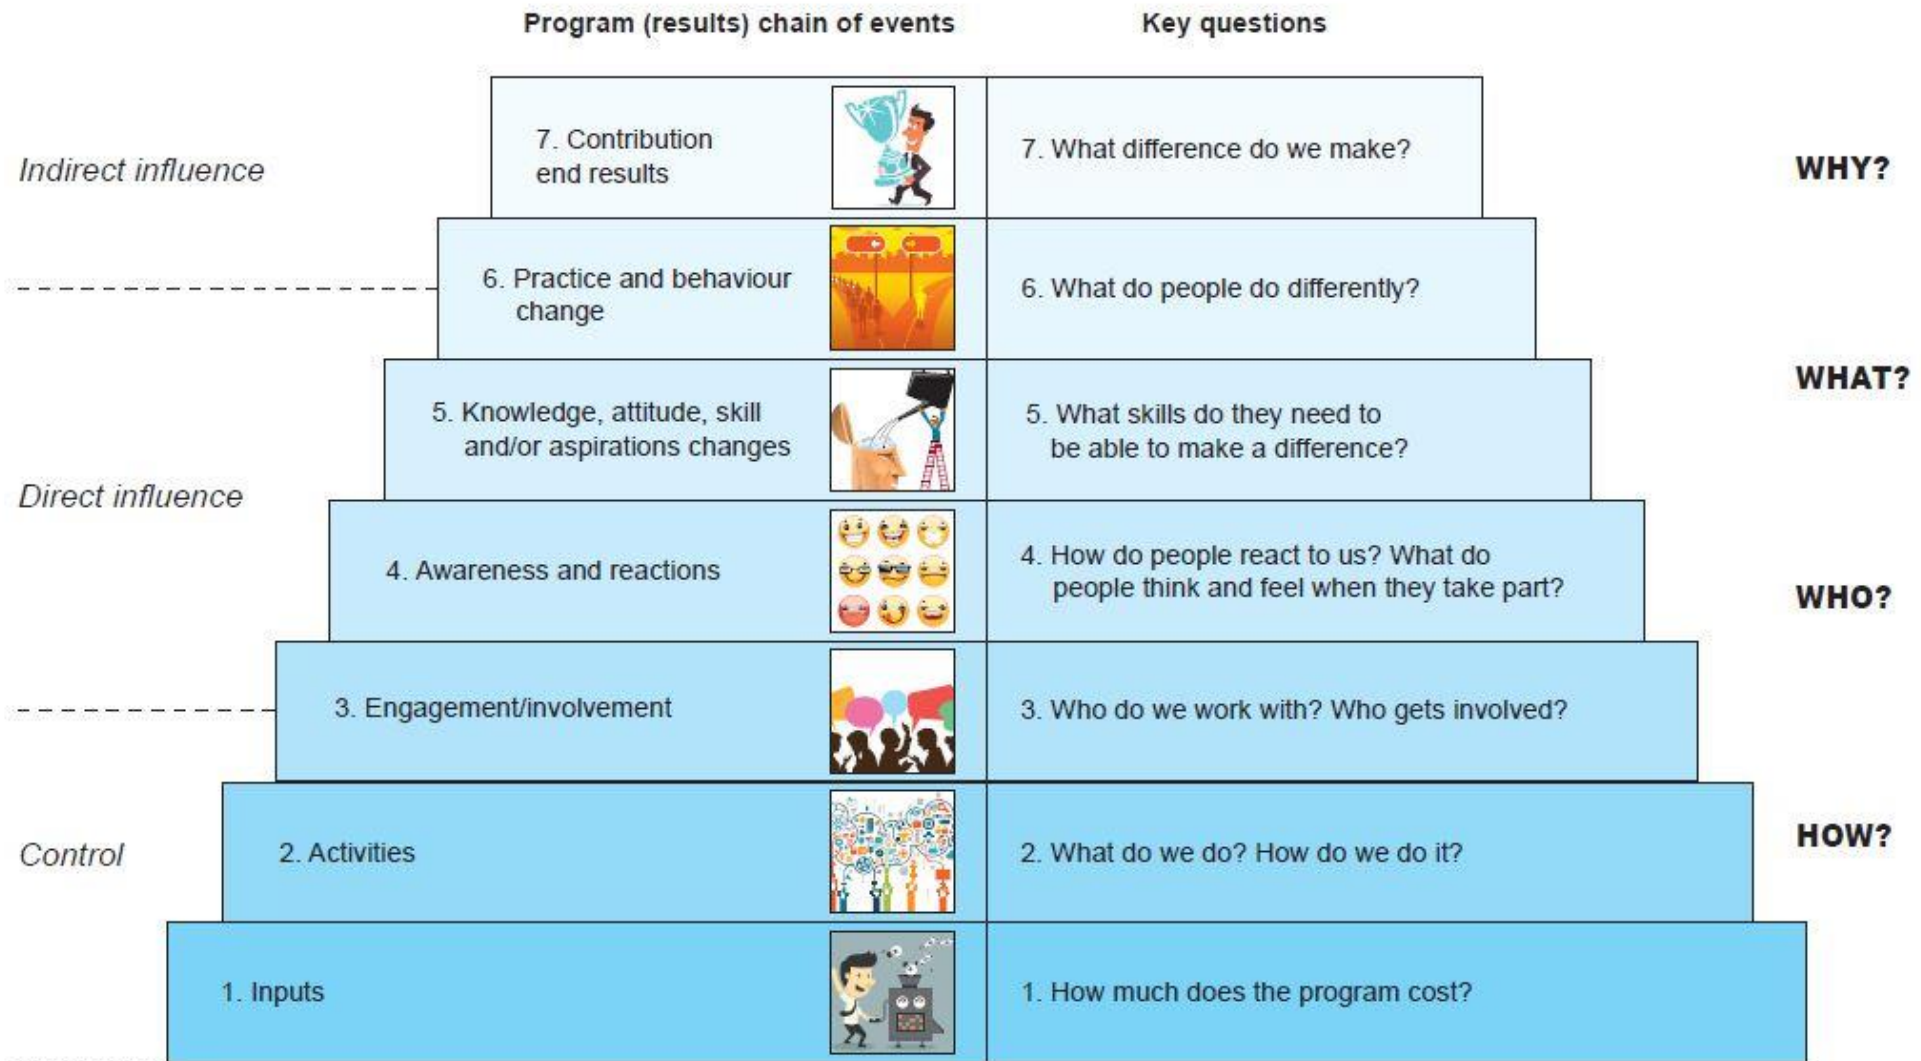 Program (results) chain of events
Key questions
Indirect influence
7. Contribution
end results
7. What difference do we make?
WHY?
6. Practice and behaviour
change
6. What do people do differently?
WHAT?
5. Knowledge, attitude, skill
and/or aspirations changes
5. What skills do they need to
be able to make a difference?
Direct influence
4. Awareness and reactions
4. How do people react to us? What do
people think and feel when they take part?
WHO?
3. Engagement/involvement
3. Who do we work with? Who gets involved?
Control
2. Activities
2. What do we do? How do we do it?
HOW?
1. Inputs
1. How much does the program cost?